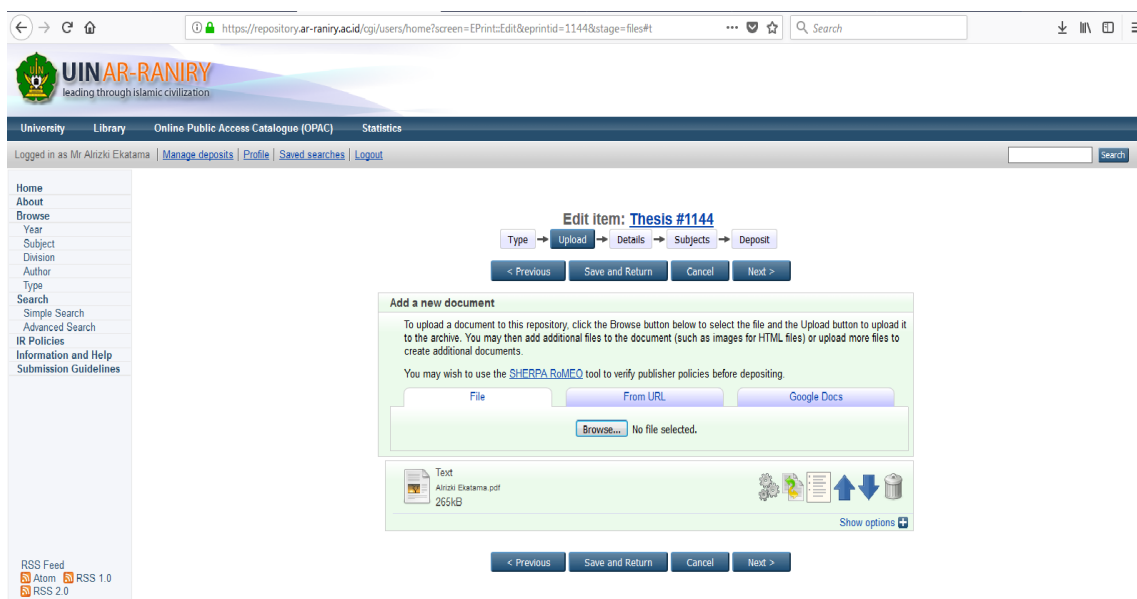 https://repository.ar-raniry.ac.id/cgi/users/home?screen=EPrint::Edit&eprintid=1144&stage=files#t
Search
UIN AR-RANIRY
leading through islamic civilization
University Library Online Public Access Catalogue (OPAC) Statistics
Logged in as Mr Alrizki Ekatama | Manage deposits | Profile | Saved searches | Logout
Search
Home
About
Browse
Year
Subject
Division
Author
Type
Search
Simple Search
Advanced Search
IR Policies
Information and Help
Submission Guidelines
RSS Feed
Atom RSS 1.0
RSS 2.0
Edit item: Thesis #1144
Type Upload Details Subjects Deposit
< Previous Save and Return Cancel Next >
Add a new document
To upload a document to this repository, click the Browse button below to select the file and the Upload button to upload it
to the archive. You may then add additional files to the document (such as images for HTML files) or upload more files to
create additional documents.
You may wish to use the SHERPA RoMEO tool to verify publisher policies before depositing.
File From URL Google Docs
Browse... No file selected.
Text
Alrizki Ekatama.pdf
265kB
Show options
< Previous Save and Return Cancel Next >